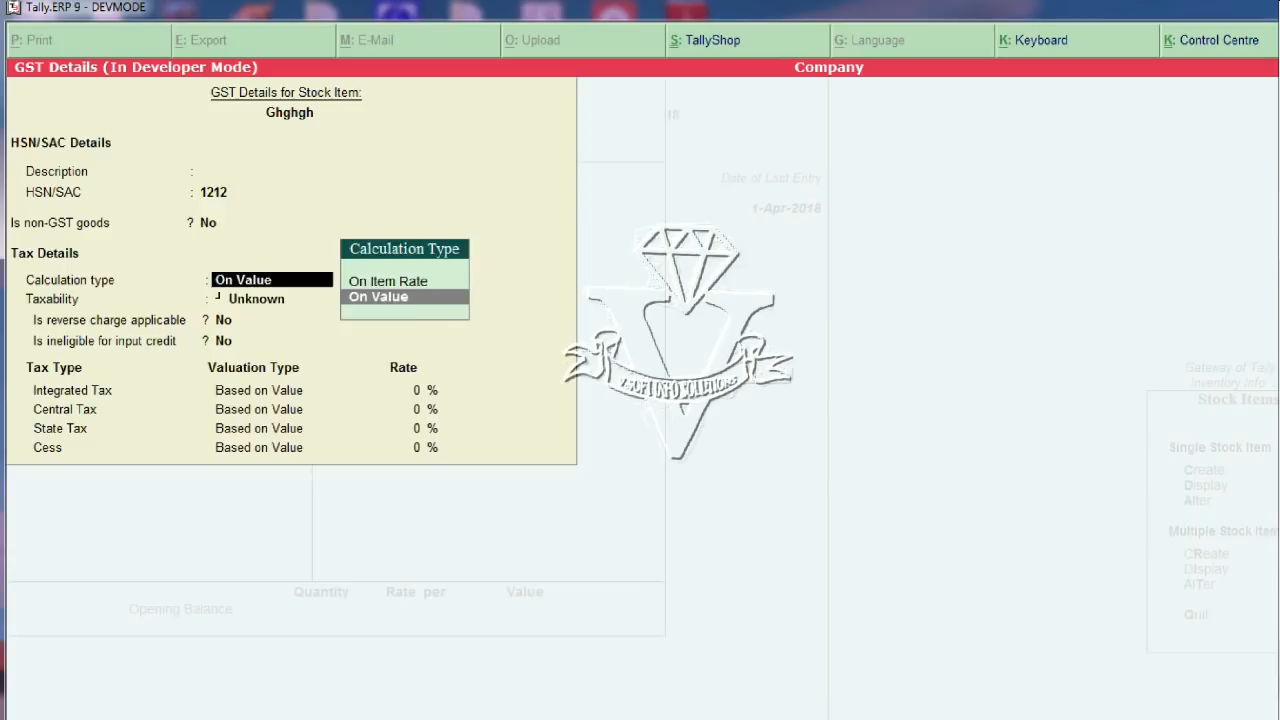 Tally.ERP 9 - DEVMODE
P: Print E: Export M: E-Mail O: Upload S: TallyShop G: Language K: Keyboard K: Control Centre
GST Details (In Developer Mode) Company
GST Details for Stock Item:
Ghghgh
HSN/SAC Details
Description :
HSN/SAC : 1212
Is non-GST goods ? No
Tax Details
Calculation type : On Value
Taxability : ┘ Unknown
Is reverse charge applicable ? No
Is ineligible for input credit ? No
Tax Type Valuation Type Rate
Integrated Tax Based on Value 0 %
Central Tax Based on Value 0 %
State Tax Based on Value 0 %
Cess Based on Value 0 %
Calculation Type
On Item Rate
On Value
18
Date of Last Entry
1-Apr-2018
VSOFT INFO SOLUTIONS
Quantity Rate per Value
Opening Balance
Gateway of Tally
Inventory Info
Stock Items
Single Stock Item
Create
Display
Alter
Multiple Stock Item
CReate
DIsplay
AlTer
Quit